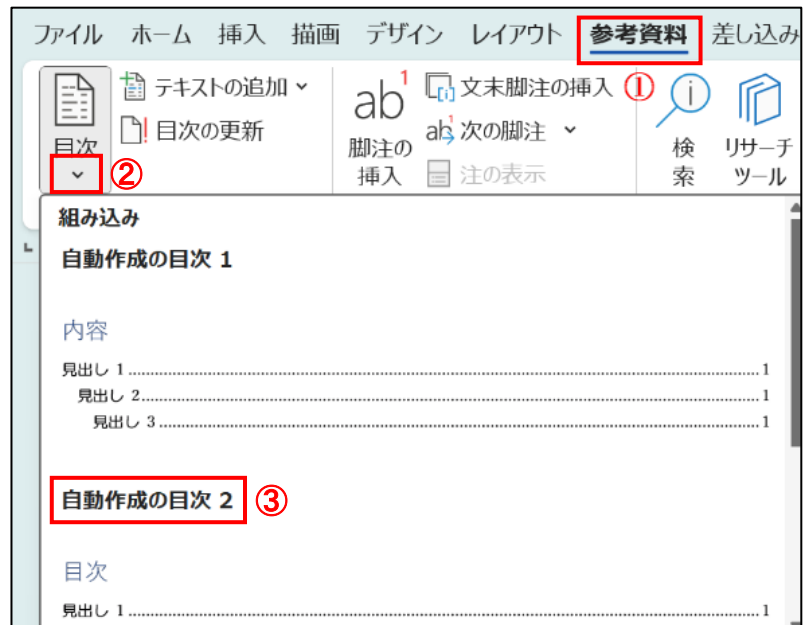 ファイル ホーム 挿入 描画 デザイン レイアウト 参考資料 差し込み
目次
テキストの追加
目次の更新
ab1
脚注の
挿入
文末脚注の挿入
ab1 次の脚注
注の表示
①
検
索
リサーチ
ツール
②
組み込み
自動作成の目次 1
内容
見出し 1 1
見出し 2 1
見出し 3 1
自動作成の目次 2 ③
目次
見出し 1 1